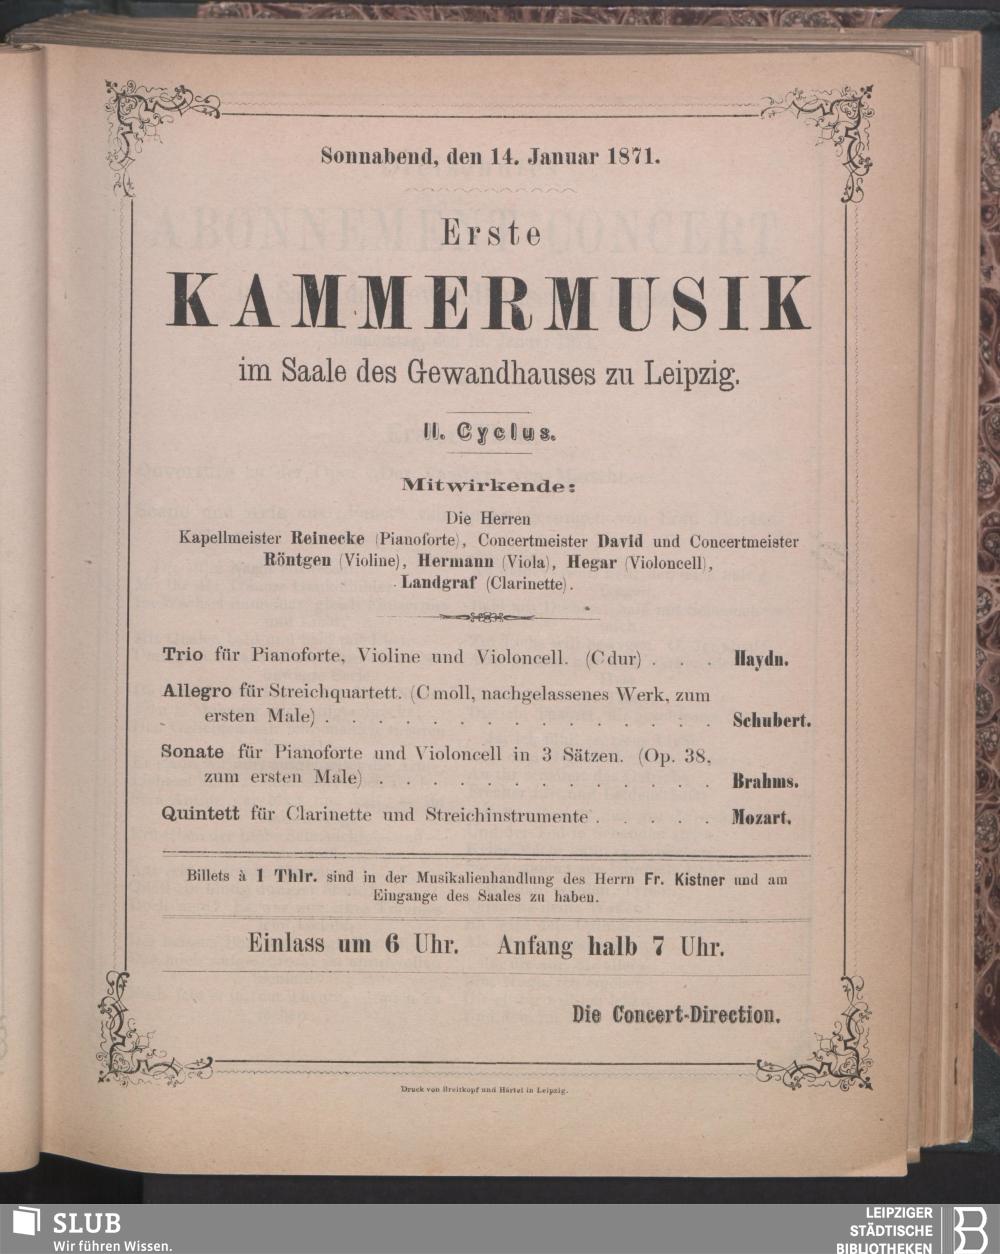 Sonnabend, den 14. Januar 1871.
Erste
KAMMERMUSIK
im Saale des Gewandhauses zu Leipzig.
II. Cyclus.
Mitwirkende:
Die Herren
Kapellmeister Reinecke (Pianoforte), Concertmeister David und Concertmeister
Röntgen (Violine), Hermann (Viola), Hegar (Violoncell),
Landgraf (Clarinette).
Trio für Pianoforte, Violine und Violoncell. (C dur) . . . Haydn.
Allegro für Streichquartett. (C moll, nachgelassenes Werk, zum
ersten Male) . . . . . . . . . . . . . . . Schubert.
Sonate für Pianoforte und Violoncell in 3 Sätzen. (Op. 38,
zum ersten Male) . . . . . . . . . . . . . Brahms.
Quintett für Clarinette und Streichinstrumente . . . . . Mozart.
Billets à 1 Thlr. sind in der Musikalienhandlung des Herrn Fr. Kistner und am
Eingange des Saales zu haben.
Einlass um 6 Uhr. Anfang halb 7 Uhr.
Die Concert-Direction.
Druck von Breitkopf und Härtel in Leipzig.
SLUB
Wir führen Wissen.
LEIPZIGER
STÄDTISCHE
BIBLIOTHEKEN